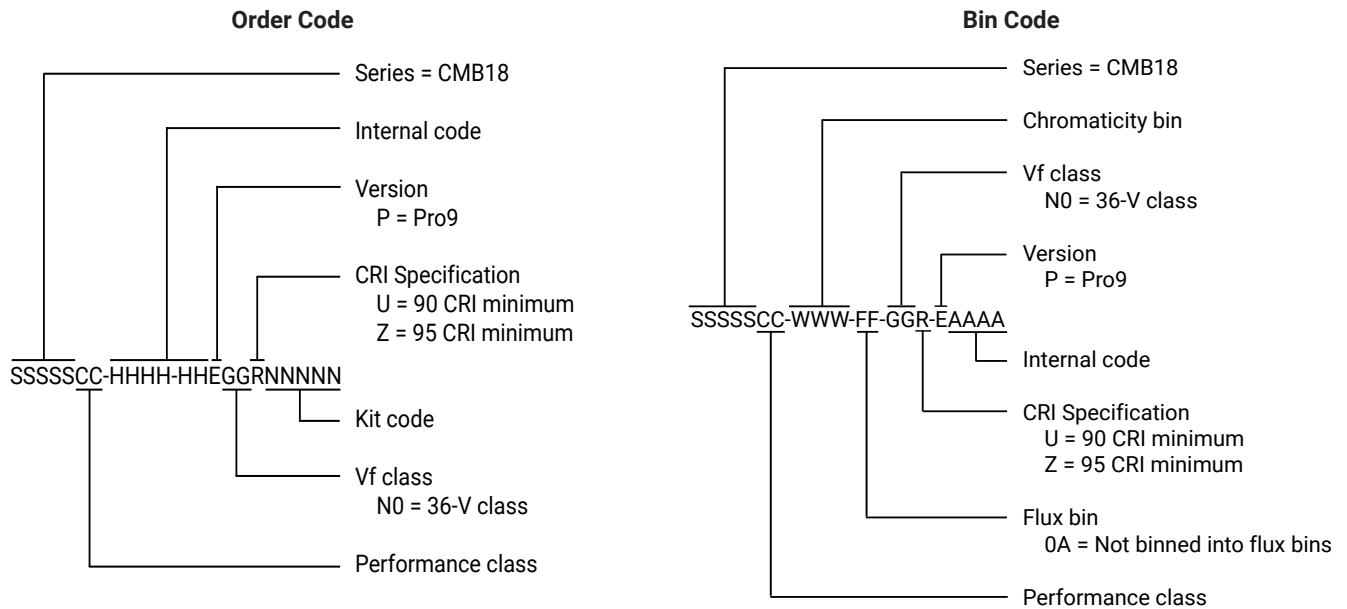 Order Code
Series = CMB18
Internal code
Version
P = Pro9
CRI Specification
U = 90 CRI minimum
Z = 95 CRI minimum
SSSSSCC-HHHH-HHEGGRNNNNN
Kit code
Vf class
N0 = 36-V class
Performance class
Bin Code
Series = CMB18
Chromaticity bin
Vf class
N0 = 36-V class
Version
P = Pro9
SSSSSCC-WWW-FF-GGR-EAAAA
Internal code
CRI Specification
U = 90 CRI minimum
Z = 95 CRI minimum
Flux bin
0A = Not binned into flux bins
Performance class